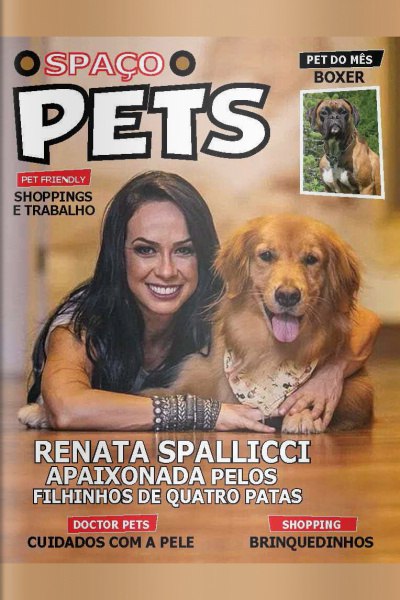 SPAÇO
PETS
PET DO MÊS
BOXER
PET FRIENDLY
SHOPPINGS
E TRABALHO
RENATA SPALLICCI
APAIXONADA PELOS
FILHINHOS DE QUATRO PATAS
DOCTOR PETS
CUIDADOS COM A PELE
SHOPPING
BRINQUEDINHOS